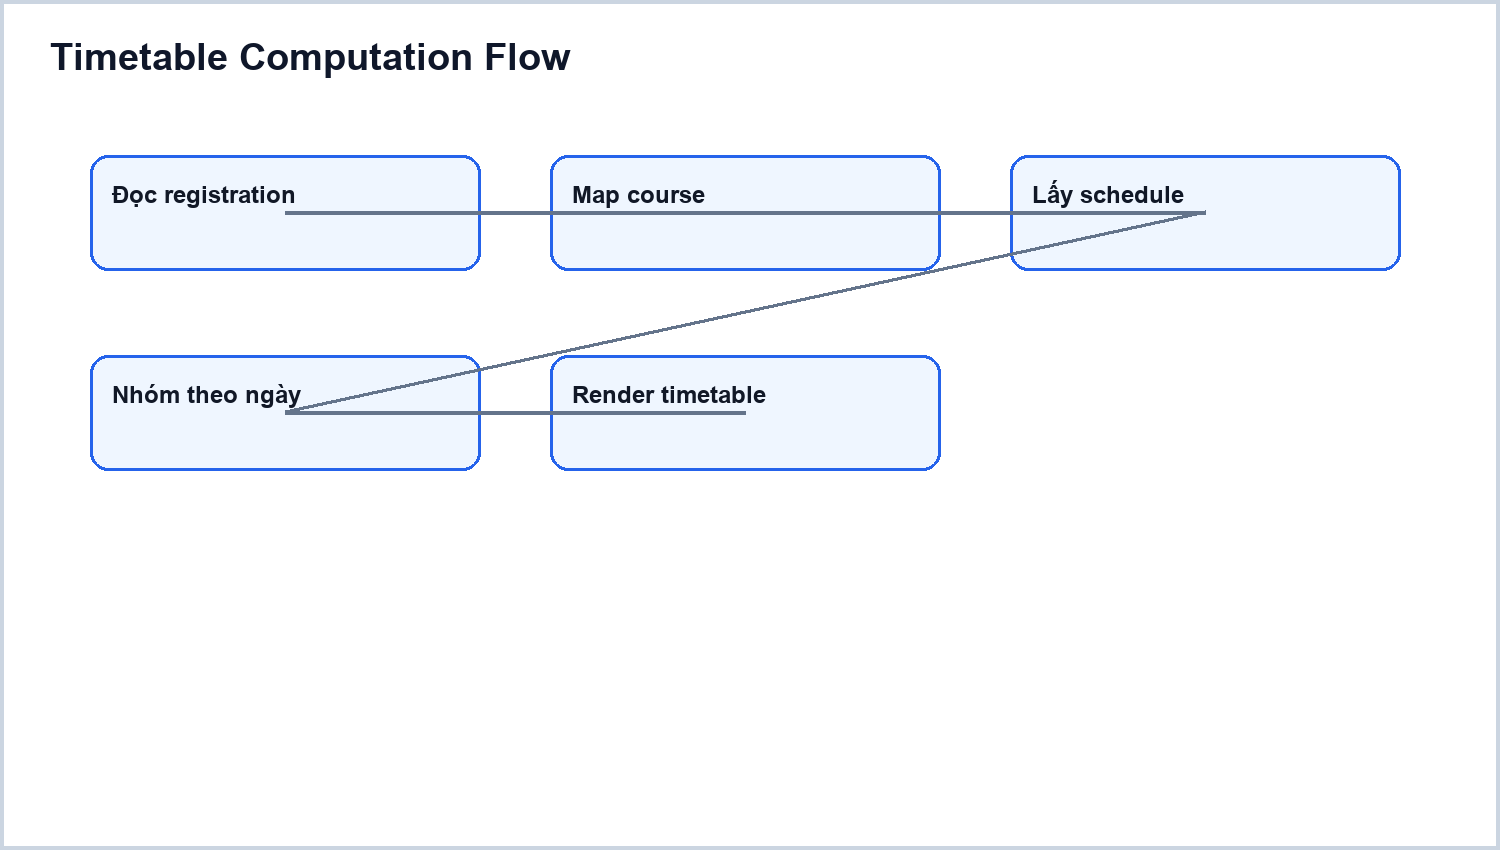 Timetable Computation Flow
Đọc registration
Map course
Lấy schedule
Nhóm theo ngày
Render timetable